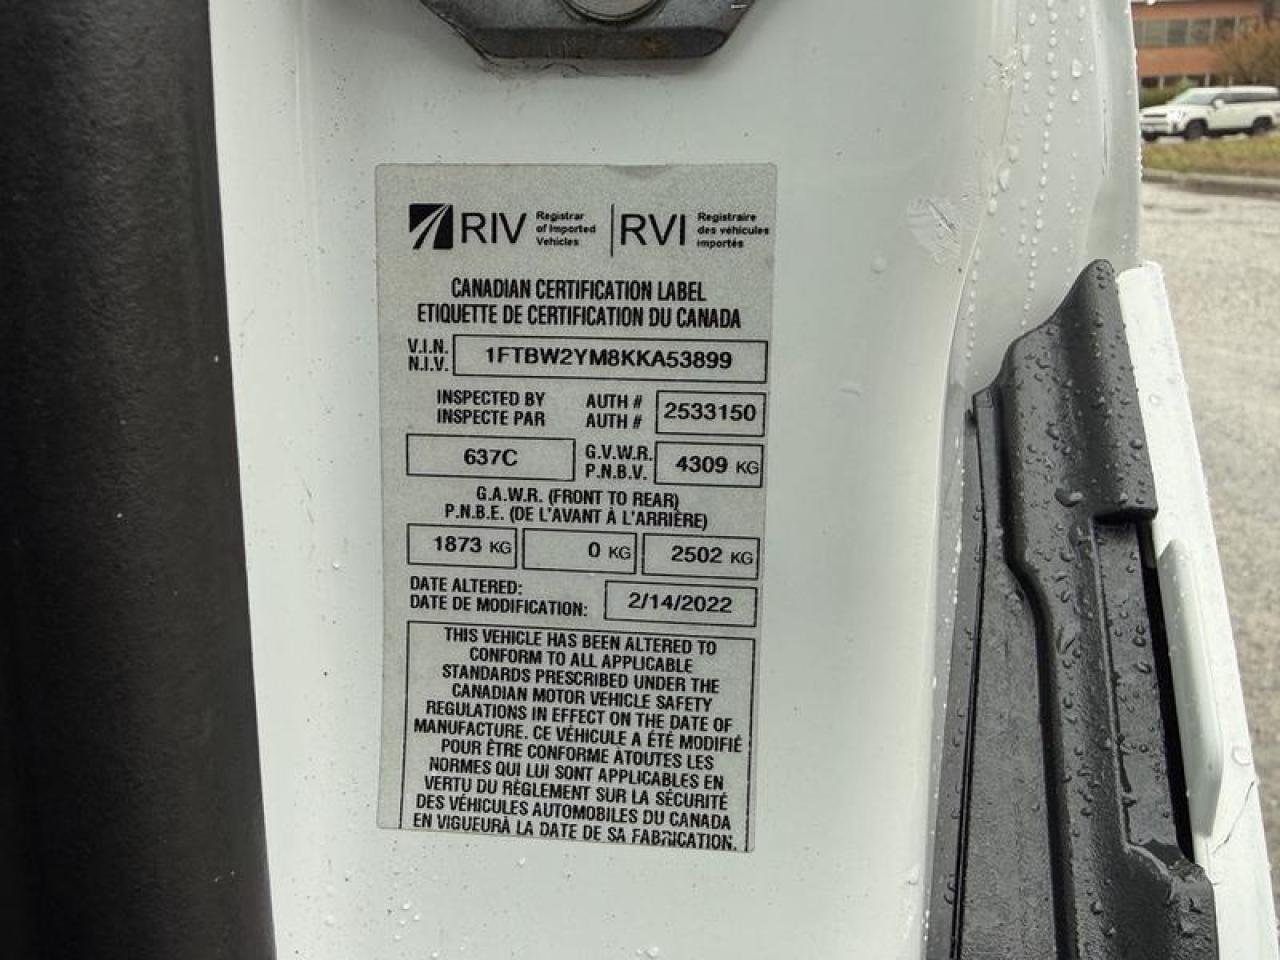 RIV Registrar of Imported Vehicles | RVI Registraire des véhicules importés
CANADIAN CERTIFICATION LABEL
ETIQUETTE DE CERTIFICATION DU CANADA
V.I.N.
N.I.V.
1FTBW2YM8KKA53899
INSPECTED BY
INSPECTE PAR
AUTH #
AUTH #
2533150
637C
G.V.W.R.
P.N.B.V.
4309 KG
G.A.W.R. (FRONT TO REAR)
P.N.B.E. (DE L'AVANT À L'ARRIÈRE)
1873 KG 0 KG 2502 KG
DATE ALTERED:
DATE DE MODIFICATION:
2/14/2022
THIS VEHICLE HAS BEEN ALTERED TO
CONFORM TO ALL APPLICABLE
STANDARDS PRESCRIBED UNDER THE
CANADIAN MOTOR VEHICLE SAFETY
REGULATIONS IN EFFECT ON THE DATE OF
MANUFACTURE. CE VÉHICULE A ÉTÉ MODIFIÉ
POUR ÊTRE CONFORME ÀTOUTES LES
NORMES QUI LUI SONT APPLICABLES EN
VERTU DU RÈGLEMENT SUR LA SÉCURITÉ
DES VÉHICULES AUTOMOBILES DU CANADA
EN VIGUEURÀ LA DATE DE SA FABRICATION.